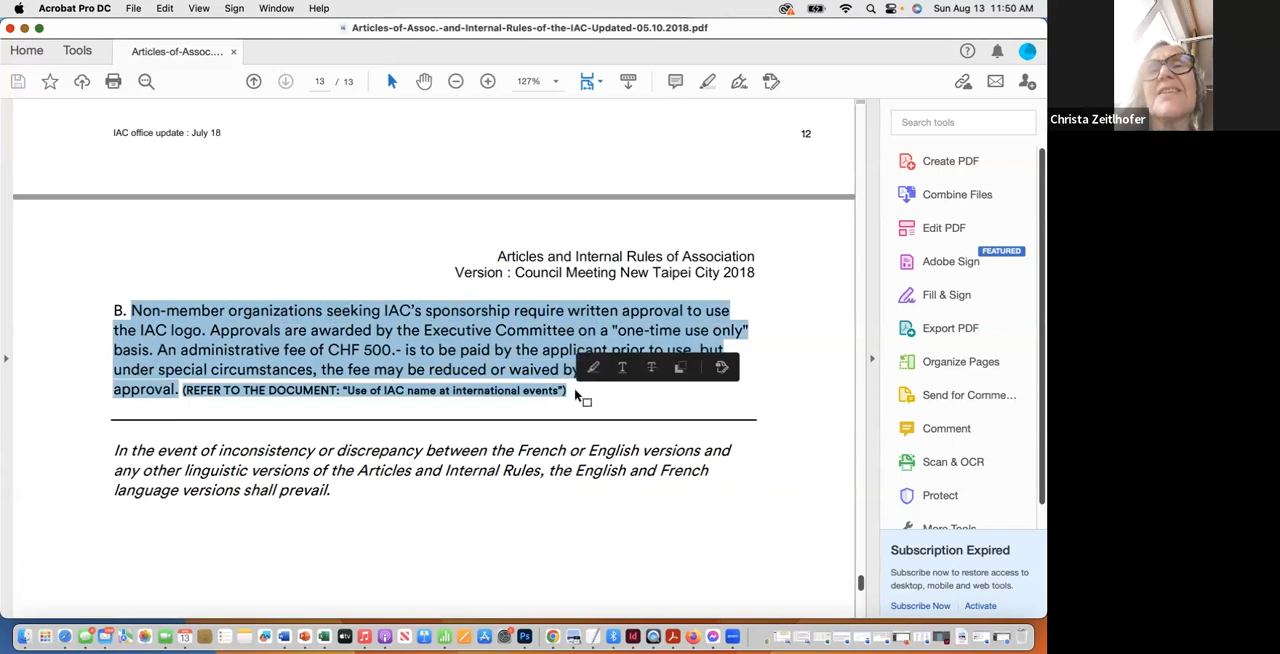 Acrobat Pro DC File Edit View Sign Window Help Sun Aug 13 11:50 AM
Articles-of-Assoc.-and-Internal-Rules-of-the-IAC-Updated-05.10.2018.pdf
Home Tools Articles-of-Assoc.... ×
13 / 13 127%
IAC office update : July 18 12
Articles and Internal Rules of Association
Version : Council Meeting New Taipei City 2018
B. Non-member organizations seeking IAC's sponsorship require written approval to use
the IAC logo. Approvals are awarded by the Executive Committee on a "one-time use only"
basis. An administrative fee of CHF 500.- is to be paid by the applicant prior to use, but
under special circumstances, the fee may be reduced or waived by
approval. (REFER TO THE DOCUMENT: “Use of IAC name at international events”)
In the event of inconsistency or discrepancy between the French or English versions and
any other linguistic versions of the Articles and Internal Rules, the English and French
language versions shall prevail.
Search tools
Create PDF
Combine Files
Edit PDF
FEATURED
Adobe Sign
Fill & Sign
Export PDF
Organize Pages
Send for Comme...
Comment
Scan & OCR
Protect
More Tools
Subscription Expired
Subscribe now to restore access to
desktop, mobile and web tools.
Subscribe Now Activate
Christa Zeitlhofer